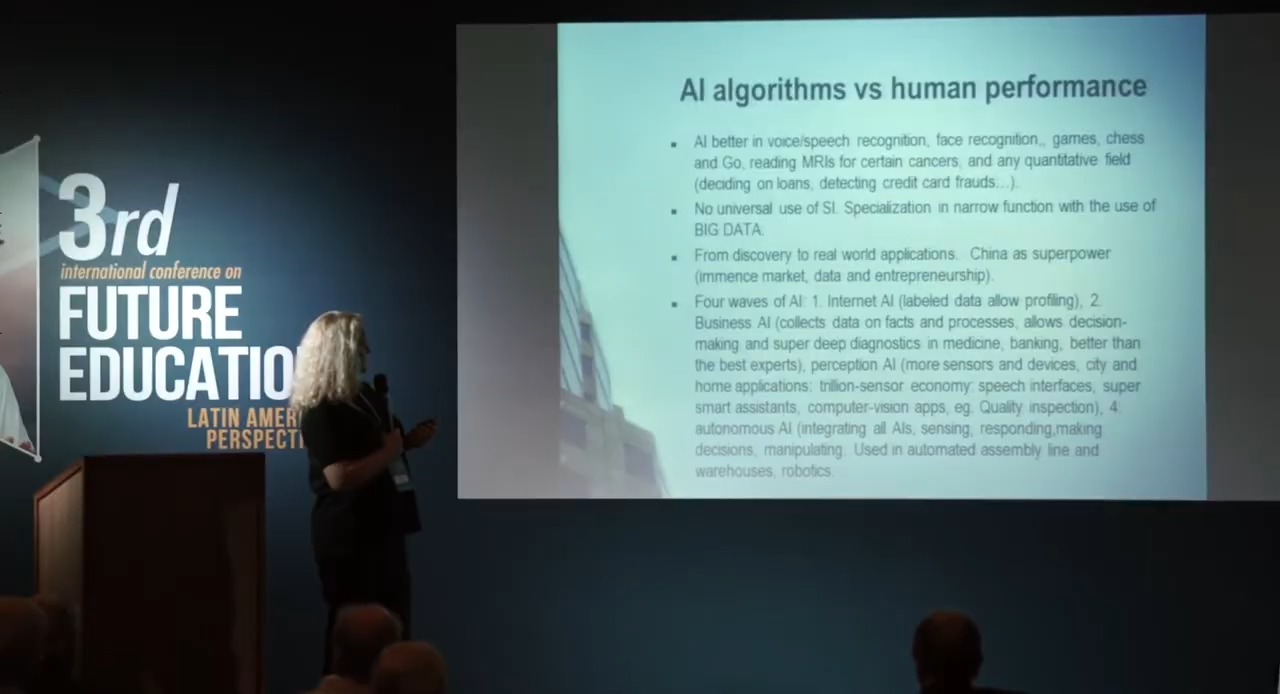 3rd
international conference on
FUTURE
EDUCATIO
LATIN AMER
PERSPECTI
AI algorithms vs human performance
▪ AI better in voice/speech recognition, face recognition,, games, chess
and Go, reading MRIs for certain cancers, and any quantitative field
(deciding on loans, detecting credit card frauds...).
▪ No universal use of SI. Specialization in narrow function with the use of
BIG DATA.
▪ From discovery to real world applications. China as superpower
(immence market, data and entrepreneurship).
▪ Four waves of AI: 1. Internet AI (labeled data allow profiling), 2.
Business AI (collects data on facts and processes, allows decision-
making and super deep diagnostics in medicine, banking, better than
the best experts), perception AI (more sensors and devices, city and
home applications: trillion-sensor economy: speech interfaces, super
smart assistants, computer-vision apps, eg. Quality inspection), 4.
autonomous AI (integrating all AIs, sensing, responding,making
decisions, manipulating. Used in automated assembly line and
warehouses, robotics.